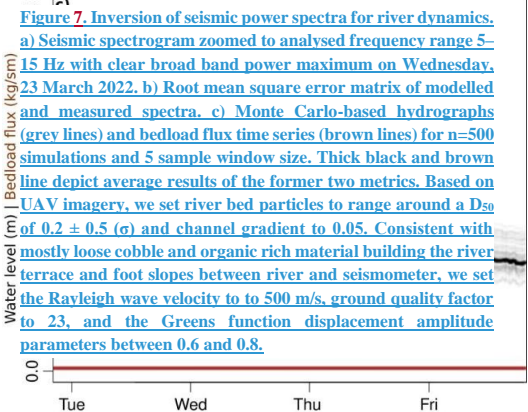 c)
Figure 7. Inversion of seismic power spectra for river dynamics.
a) Seismic spectrogram zoomed to analysed frequency range 5–
15 Hz with clear broad band power maximum on Wednesday,
23 March 2022. b) Root mean square error matrix of modelled
and measured spectra. c) Monte Carlo-based hydrographs
(grey lines) and bedload flux time series (brown lines) for n=500
simulations and 5 sample window size. Thick black and brown
line depict average results of the former two metrics. Based on
UAV imagery, we set river bed particles to range around a D50
of 0.2 ± 0.5 (σ) and channel gradient to 0.05. Consistent with
mostly loose cobble and organic rich material building the river
terrace and foot slopes between river and seismometer, we set
the Rayleigh wave velocity to to 500 m/s, ground quality factor
to 23, and the Greens function displacement amplitude
parameters between 0.6 and 0.8.
Water level (m) | Bedload flux (kg/sm)
0.0
Tue Wed Thu Fri